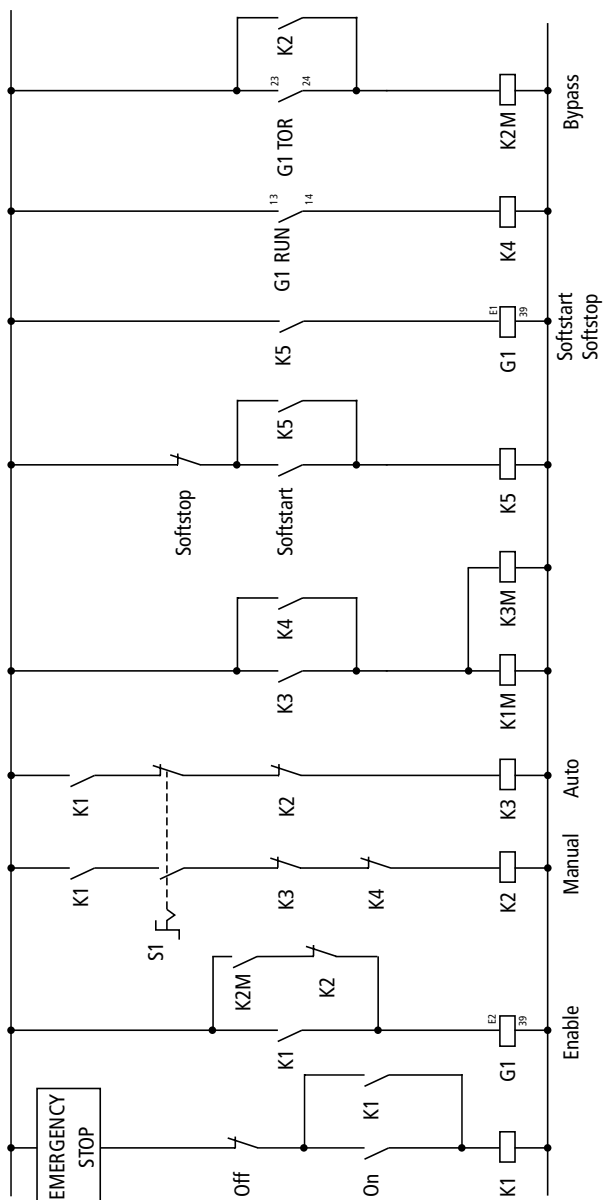 EMERGENCY
STOP
Off
On
K1
K1
K1
K2M
K2
G1
E2
39
Enable
S1
K1
K3
K4
K2
Manual
K1
K2
K3
Auto
K3
K4
K1M
K3M
Softstop
Softstart
K5
K5
K5
G1
E1
39
Softstart
Softstop
G1 RUN
13
14
K4
K2
G1 TOR
23
24
K2M
Bypass